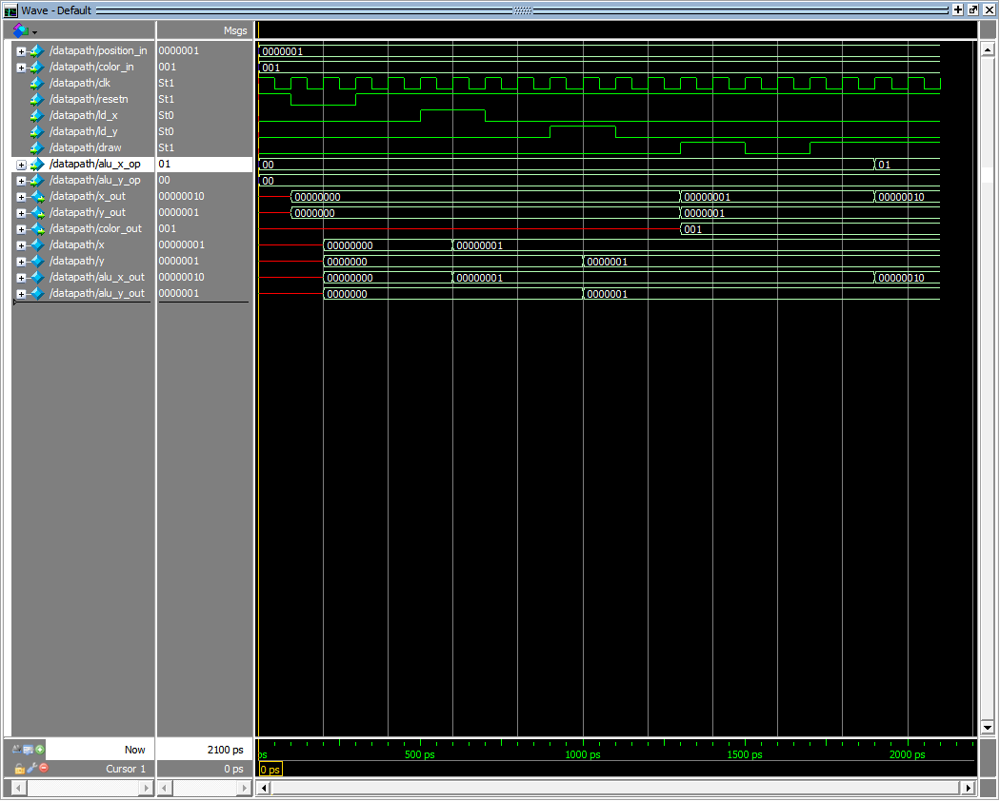 Wave - Default
Msgs
/datapath/position_in 0000001 0000001
/datapath/color_in 001 001
/datapath/clk St1
/datapath/resetn St1
/datapath/ld_x St0
/datapath/ld_y St0
/datapath/draw St1
/datapath/alu_x_op 01 00 01
/datapath/alu_y_op 00 00
/datapath/x_out 00000010 00000000 00000001 00000010
/datapath/y_out 0000001 0000000 0000001
/datapath/color_out 001 001
/datapath/x 00000001 00000000 00000001
/datapath/y 0000001 0000000 0000001
/datapath/alu_x_out 00000010 00000000 00000001 00000010
/datapath/alu_y_out 0000001 0000000 0000001
Now 2100 ps ps 500 ps 1000 ps 1500 ps 2000 ps
Cursor 1 0 ps 0 ps